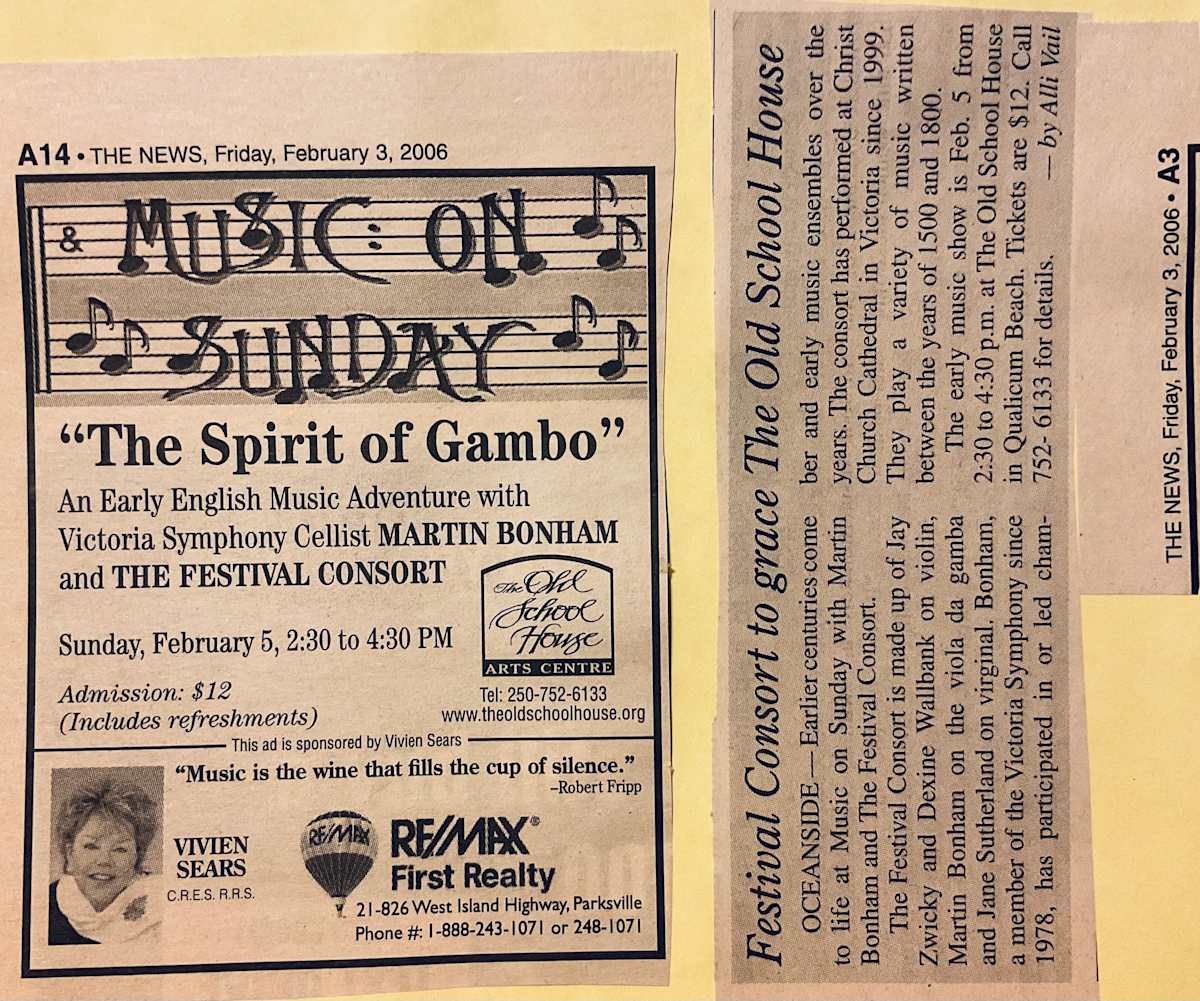 A14 • THE NEWS, Friday, February 3, 2006
& MUSIC: ON
SUNDAY
“The Spirit of Gambo”
An Early English Music Adventure with
Victoria Symphony Cellist MARTIN BONHAM
and THE FESTIVAL CONSORT
Sunday, February 5, 2:30 to 4:30 PM
Admission: $12
(Includes refreshments)
The Old
School
House
ARTS CENTRE
Tel: 250-752-6133
www.theoldschoolhouse.org
This ad is sponsored by Vivien Sears
“Music is the wine that fills the cup of silence.”
–Robert Fripp
VIVIEN
SEARS
C.R.E.S. R.R.S.
RE/MAX
RE/MAX®
First Realty
21-826 West Island Highway, Parksville
Phone #: 1-888-243-1071 or 248-1071
Festival Consort to grace The Old School House
OCEANSIDE — Earlier centuries come
to life at Music on Sunday with Martin
Bonham and The Festival Consort.
The Festival Consort is made up of Jay
Zwicky and Dexine Wallbank on violin,
Martin Bonham on the viola da gamba
and Jane Sutherland on virginal. Bonham,
a member of the Victoria Symphony since
1978, has participated in or led cham-
ber and early music ensembles over the
years. The consort has performed at Christ
Church Cathedral in Victoria since 1999.
They play a variety of music written
between the years of 1500 and 1800.
The early music show is Feb. 5 from
2:30 to 4:30 p.m. at The Old School House
in Qualicum Beach. Tickets are $12. Call
752- 6133 for details.
— by Alli Vail
THE NEWS, Friday, February 3, 2006 • A3